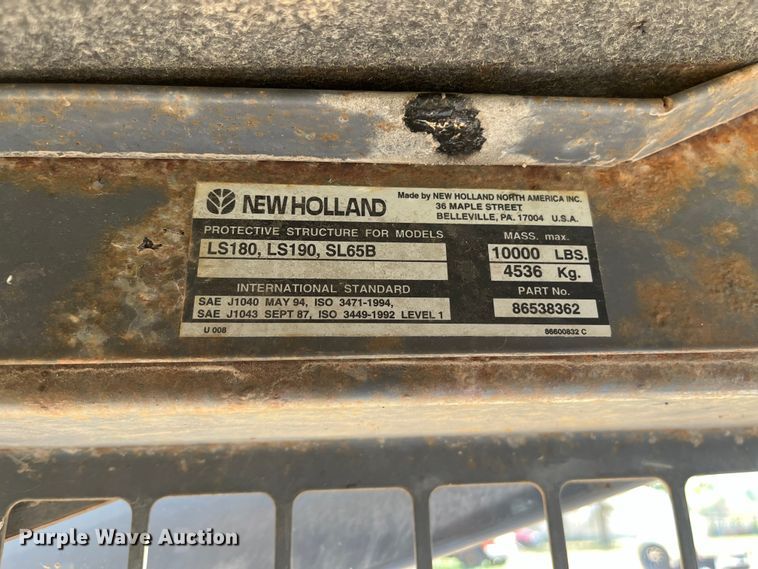 NEW HOLLAND
Made by NEW HOLLAND NORTH AMERICA INC.
36 MAPLE STREET
BELLEVILLE, PA. 17004 U.S.A.
PROTECTIVE STRUCTURE FOR MODELS
MASS. max.
LS180, LS190, SL65B
10000 LBS.
4536 Kg.
INTERNATIONAL STANDARD
PART No.
SAE J1040 MAY 94, ISO 3471-1994,
SAE J1043 SEPT 87, ISO 3449-1992 LEVEL 1
86538362
U 008
86600832 C
Purple Wave Auction®